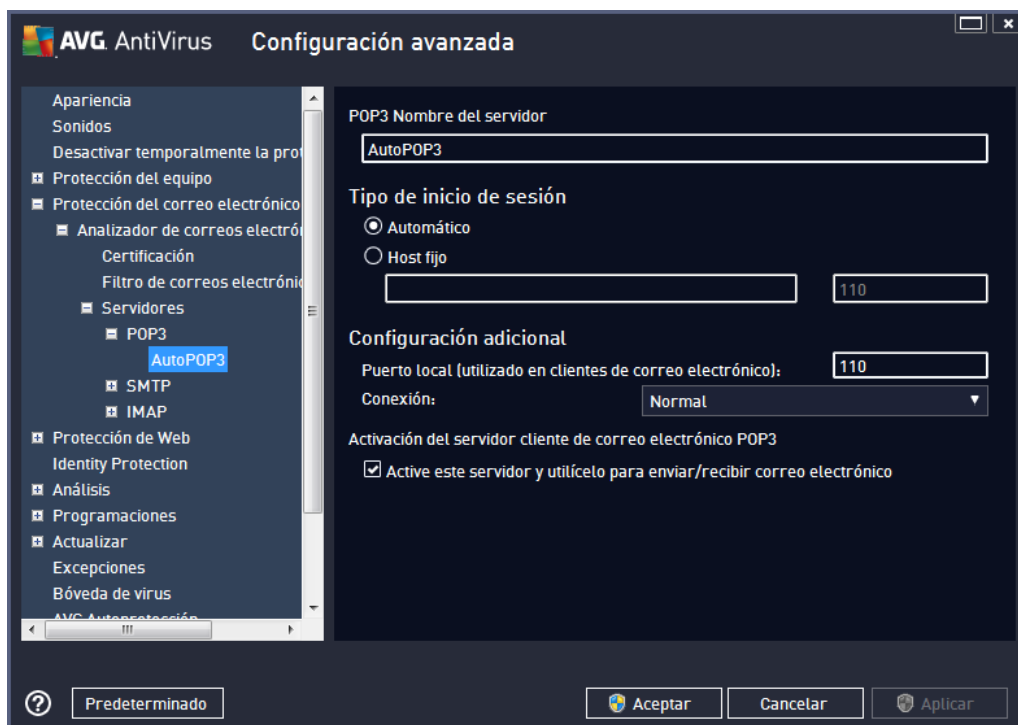 AVG. AntiVirus Configuración avanzada
Apariencia
Sonidos
Desactivar temporalmente la prot
Protección del equipo
Protección del correo electrónico
Analizador de correos electrón
Certificación
Filtro de correos electrónic
Servidores
POP3
AutoPOP3
SMTP
IMAP
Protección de Web
Identity Protection
Análisis
Programaciones
Actualizar
Excepciones
Bóveda de virus
AVG Autoprotección
POP3 Nombre del servidor
AutoPOP3
Tipo de inicio de sesión
Automático
Host fijo
110
Configuración adicional
Puerto local (utilizado en clientes de correo electrónico): 110
Conexión: Normal
Activación del servidor cliente de correo electrónico POP3
Active este servidor y utilícelo para enviar/recibir correo electrónico
? Predeterminado Aceptar Cancelar Aplicar